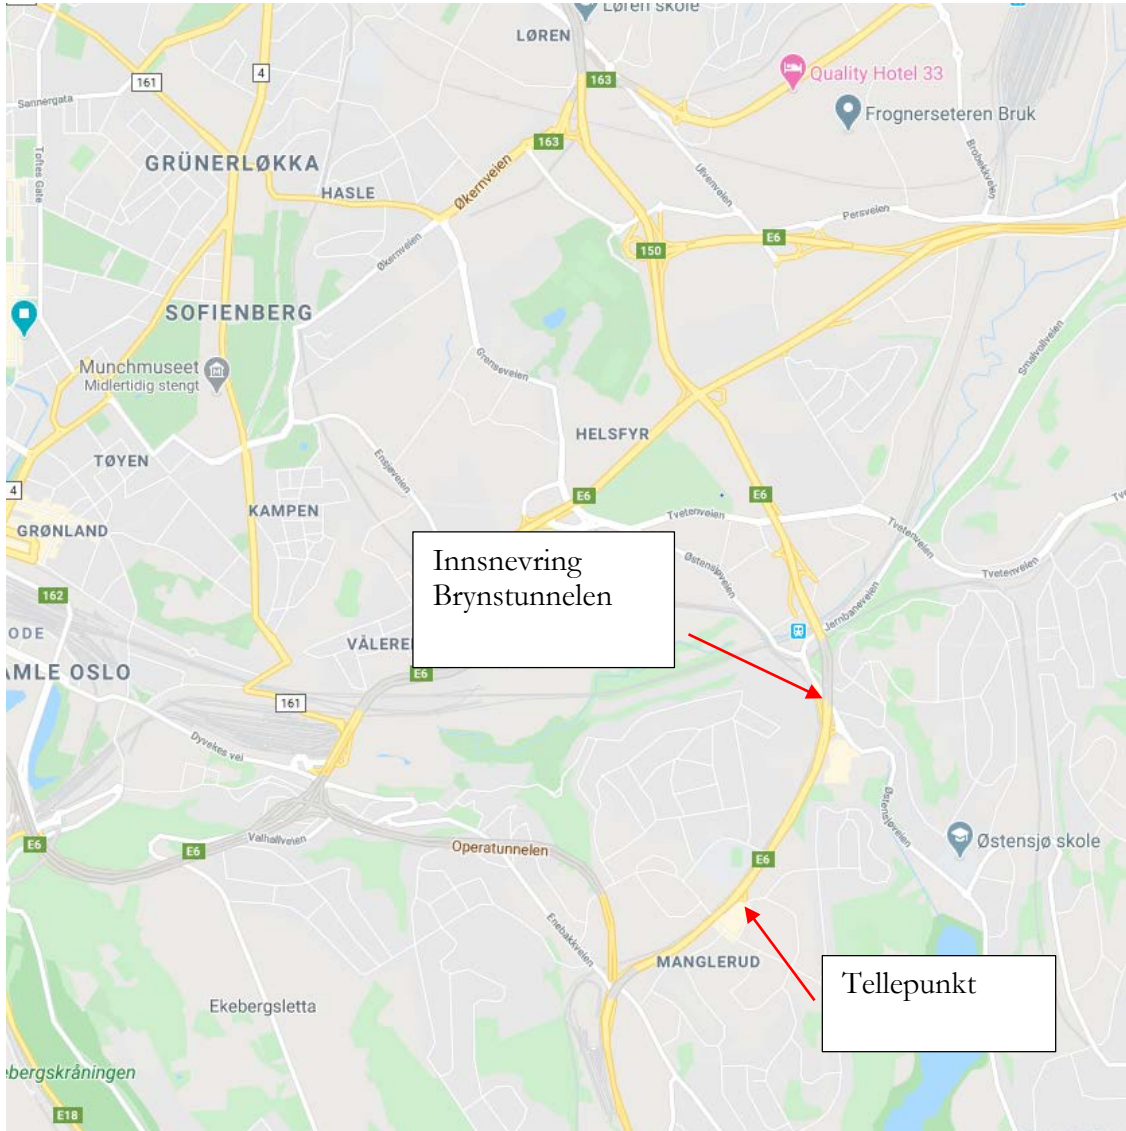 Løren skole
LØREN
163
Quality Hotel 33
4
161
Sannergata
Frognerseteren Bruk
163
Økernveien
Toftes Gate
GRÜNERLØKKA
HASLE
Ulvenveien
Brobekkveien
Persveien
E6
150
Økernveien
SOFIENBERG
Smalvollveien
Grenseveien
Munchmuseet
Midlertidig stengt
HELSFYR
Ensjøveien
TØYEN
4
E6
E6
KAMPEN
GRØNLAND
Tvetenveien
Tvetenveien
Tvetenveien
Innsnevring
Brynstunnelen
Østensjøveien
162
Jernbaneveien
ODE
VÅLEREN
AMLE OSLO
E6
161
Dyvekes vei
Østensjøveien
E6
Valhallveien
E6
Operatunnelen
E6
Østensjø skole
Enebakkveien
MANGLERUD
Tellepunkt
Ekebergsletta
ebergskråningen
E18